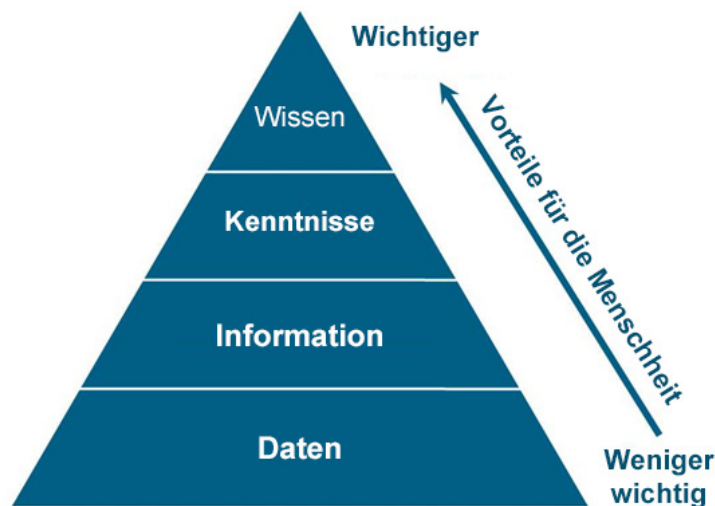 Wichtiger
Wissen
Vorteile für die Menschheit
Kenntnisse
Information
Daten
Weniger
wichtig